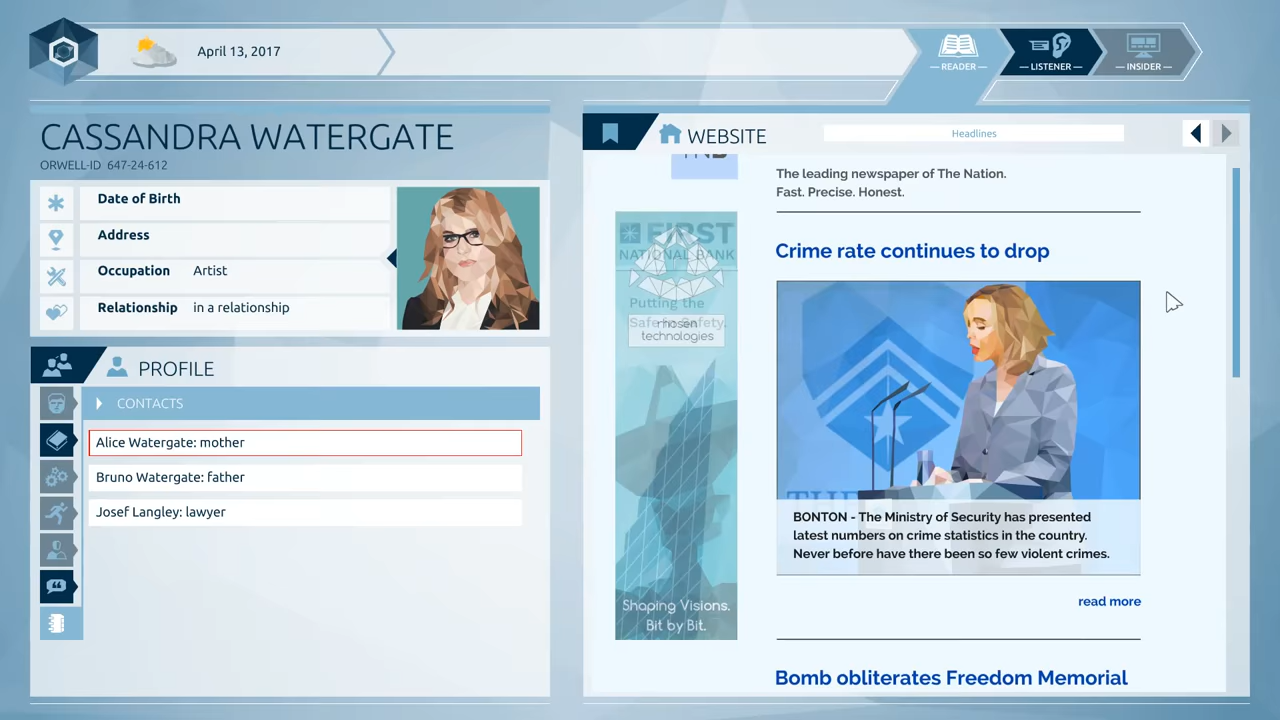 April 13, 2017
READER
LISTENER
INSIDER
CASSANDRA WATERGATE
ORWELL-ID 647-24-612
Date of Birth
Address
Occupation Artist
Relationship in a relationship
PROFILE
CONTACTS
Alice Watergate: mother
Bruno Watergate: father
Josef Langley: lawyer
WEBSITE
Headlines
The leading newspaper of The Nation.
Fast. Precise. Honest.
FIRST
NATIONAL BANK
Putting the
Safe in Safety.
rhosen
technologies
Shaping Visions.
Bit by Bit.
Crime rate continues to drop
THE
BONTON - The Ministry of Security has presented
latest numbers on crime statistics in the country.
Never before have there been so few violent crimes.
read more
Bomb obliterates Freedom Memorial